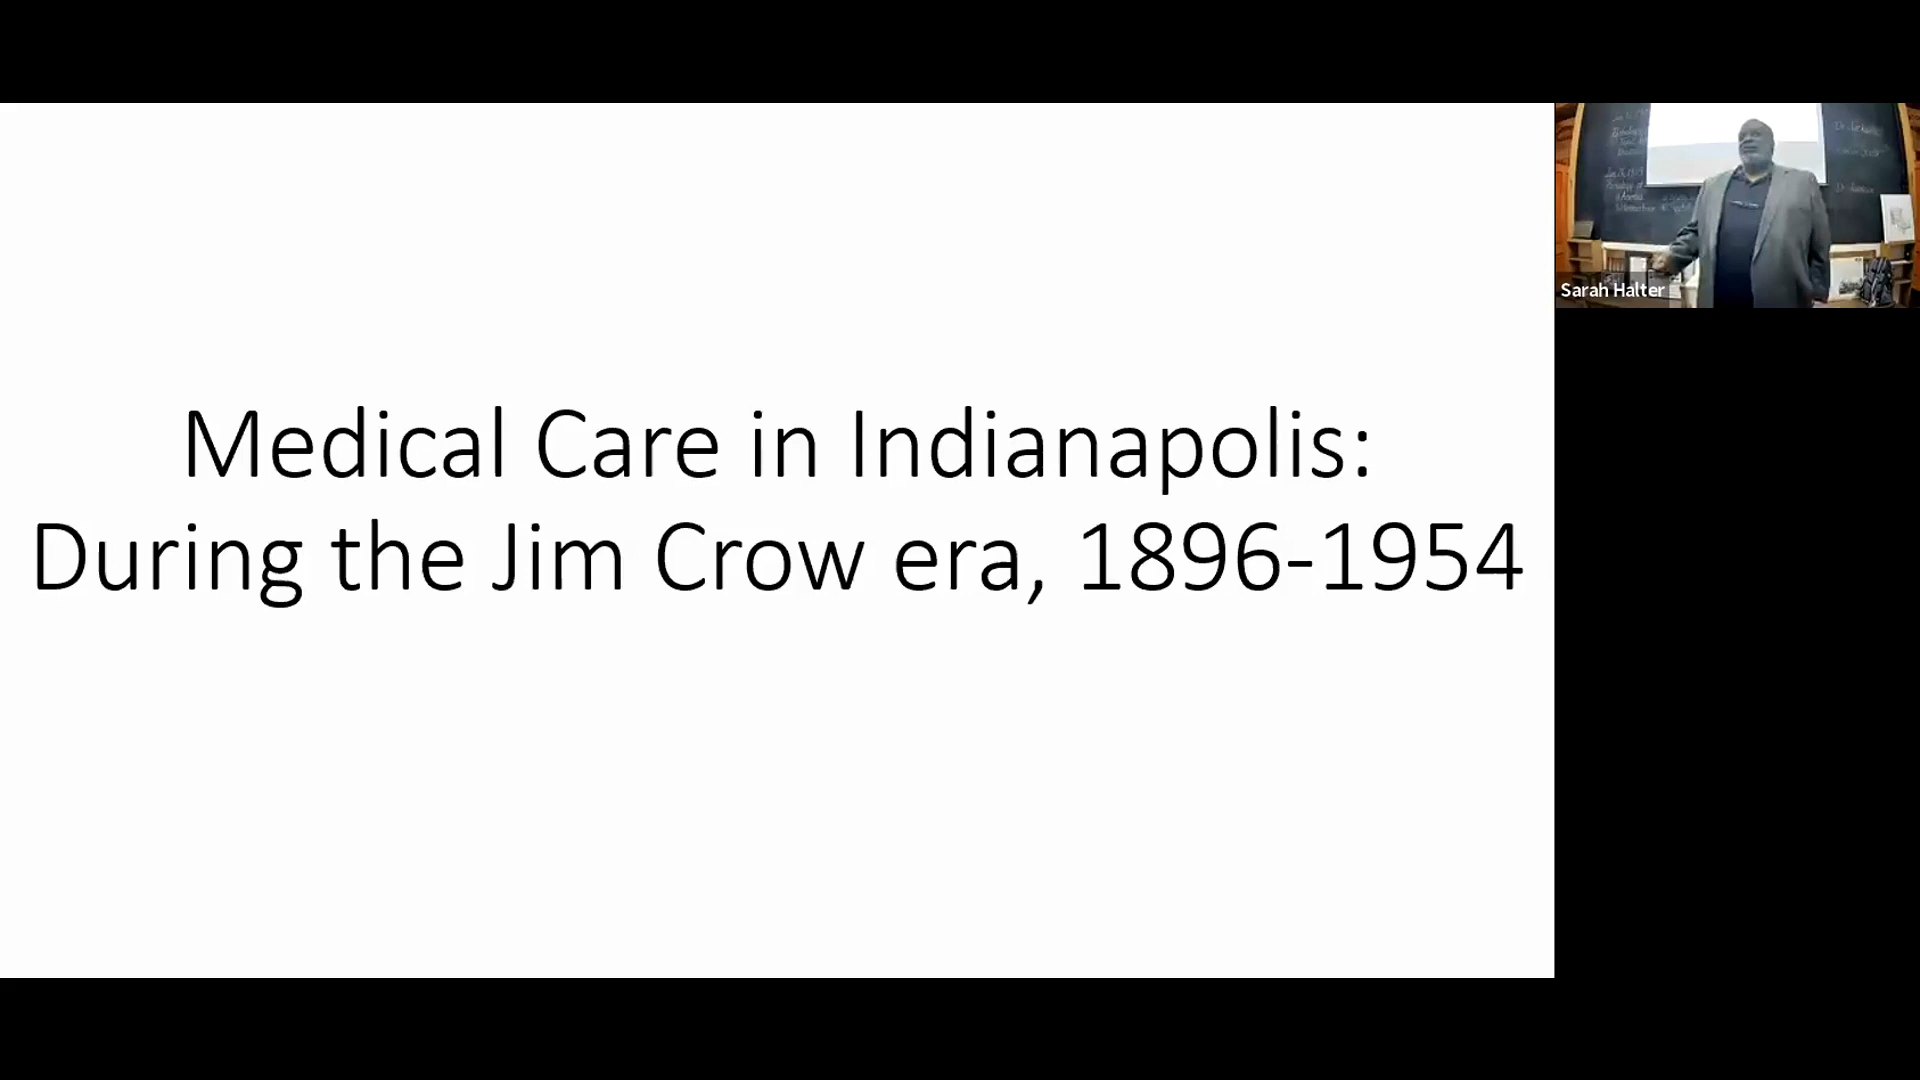 Medical Care in Indianapolis:
During the Jim Crow era, 1896-1954
Sarah Halter